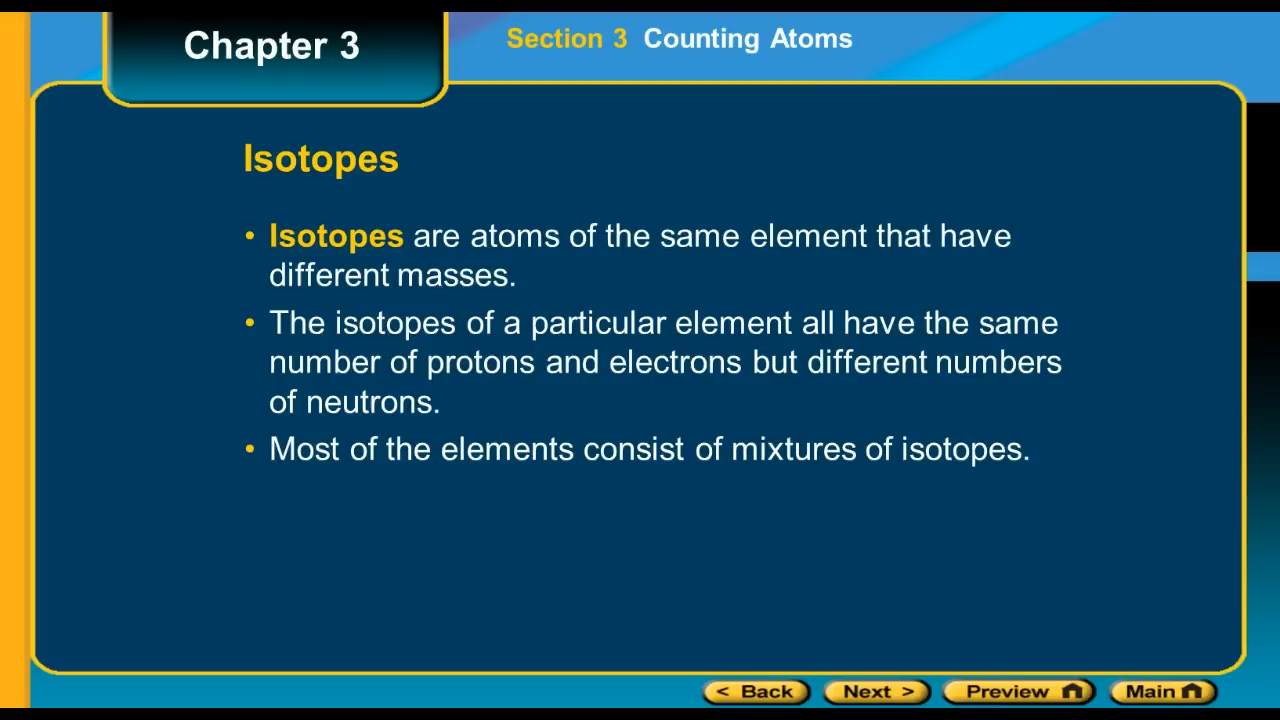 Chapter 3
Section 3 Counting Atoms
Isotopes
• Isotopes are atoms of the same element that have
different masses.
• The isotopes of a particular element all have the same
number of protons and electrons but different numbers
of neutrons.
• Most of the elements consist of mixtures of isotopes.
< Back
Next >
Preview
Main